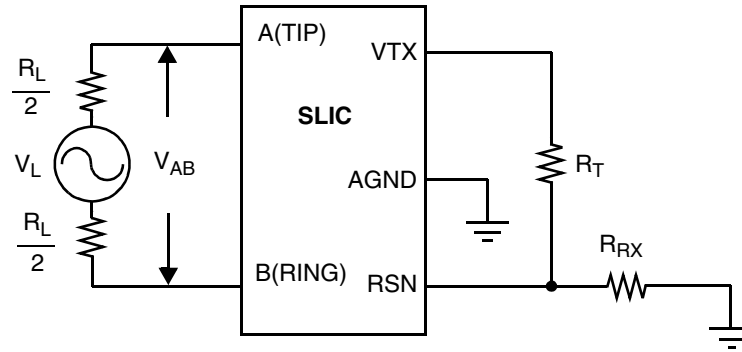 A(TIP)
VTX
R_L
2
SLIC
V_L
V_AB
R_T
AGND
R_L
2
R_RX
B(RING)
RSN